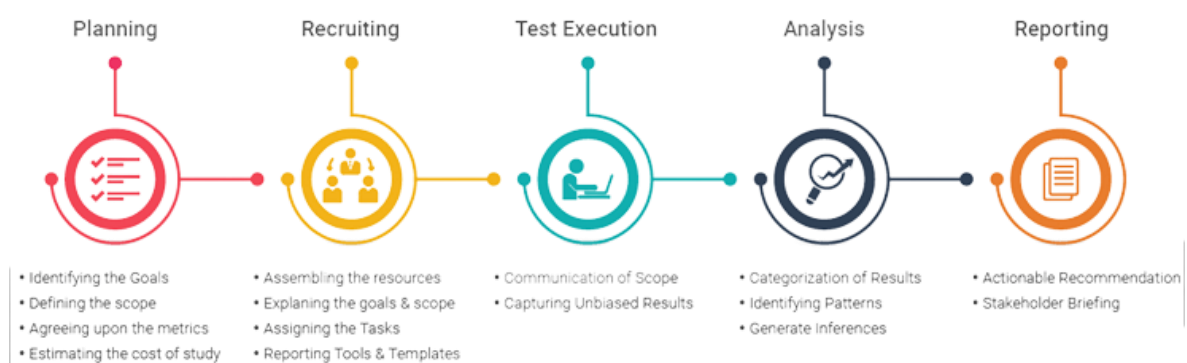 Planning
Recruiting
Test Execution
Analysis
Reporting
• Identifying the Goals
• Defining the scope
• Agreeing upon the metrics
• Estimating the cost of study
• Assembling the resources
• Explaning the goals & scope
• Assigning the Tasks
• Reporting Tools & Templates
• Communication of Scope
• Capturing Unbiased Results
• Categorization of Results
• Identifying Patterns
• Generate Inferences
• Actionable Recommendation
• Stakeholder Briefing